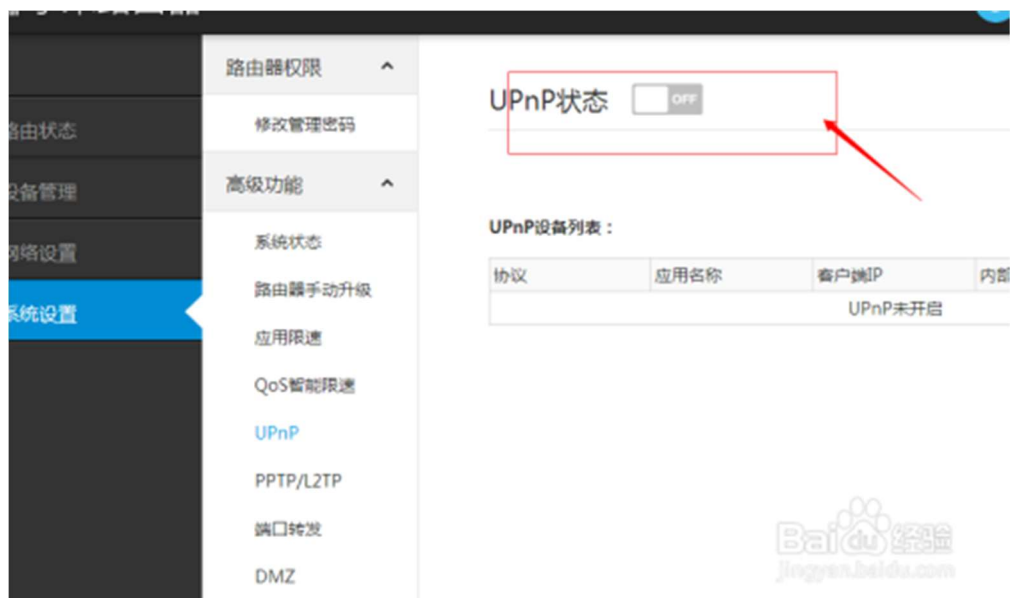 路由状态
设备管理
网络设置
系统设置
路由器权限
修改管理密码
高级功能
系统状态
路由器手动升级
应用限速
QoS智能限速
UPnP
PPTP/L2TP
端口转发
DMZ
UPnP状态 OFF
UPnP设备列表：
协议 应用名称 客户端IP 内部
UPnP未开启
Baidu 经验
jingyan.baidu.com